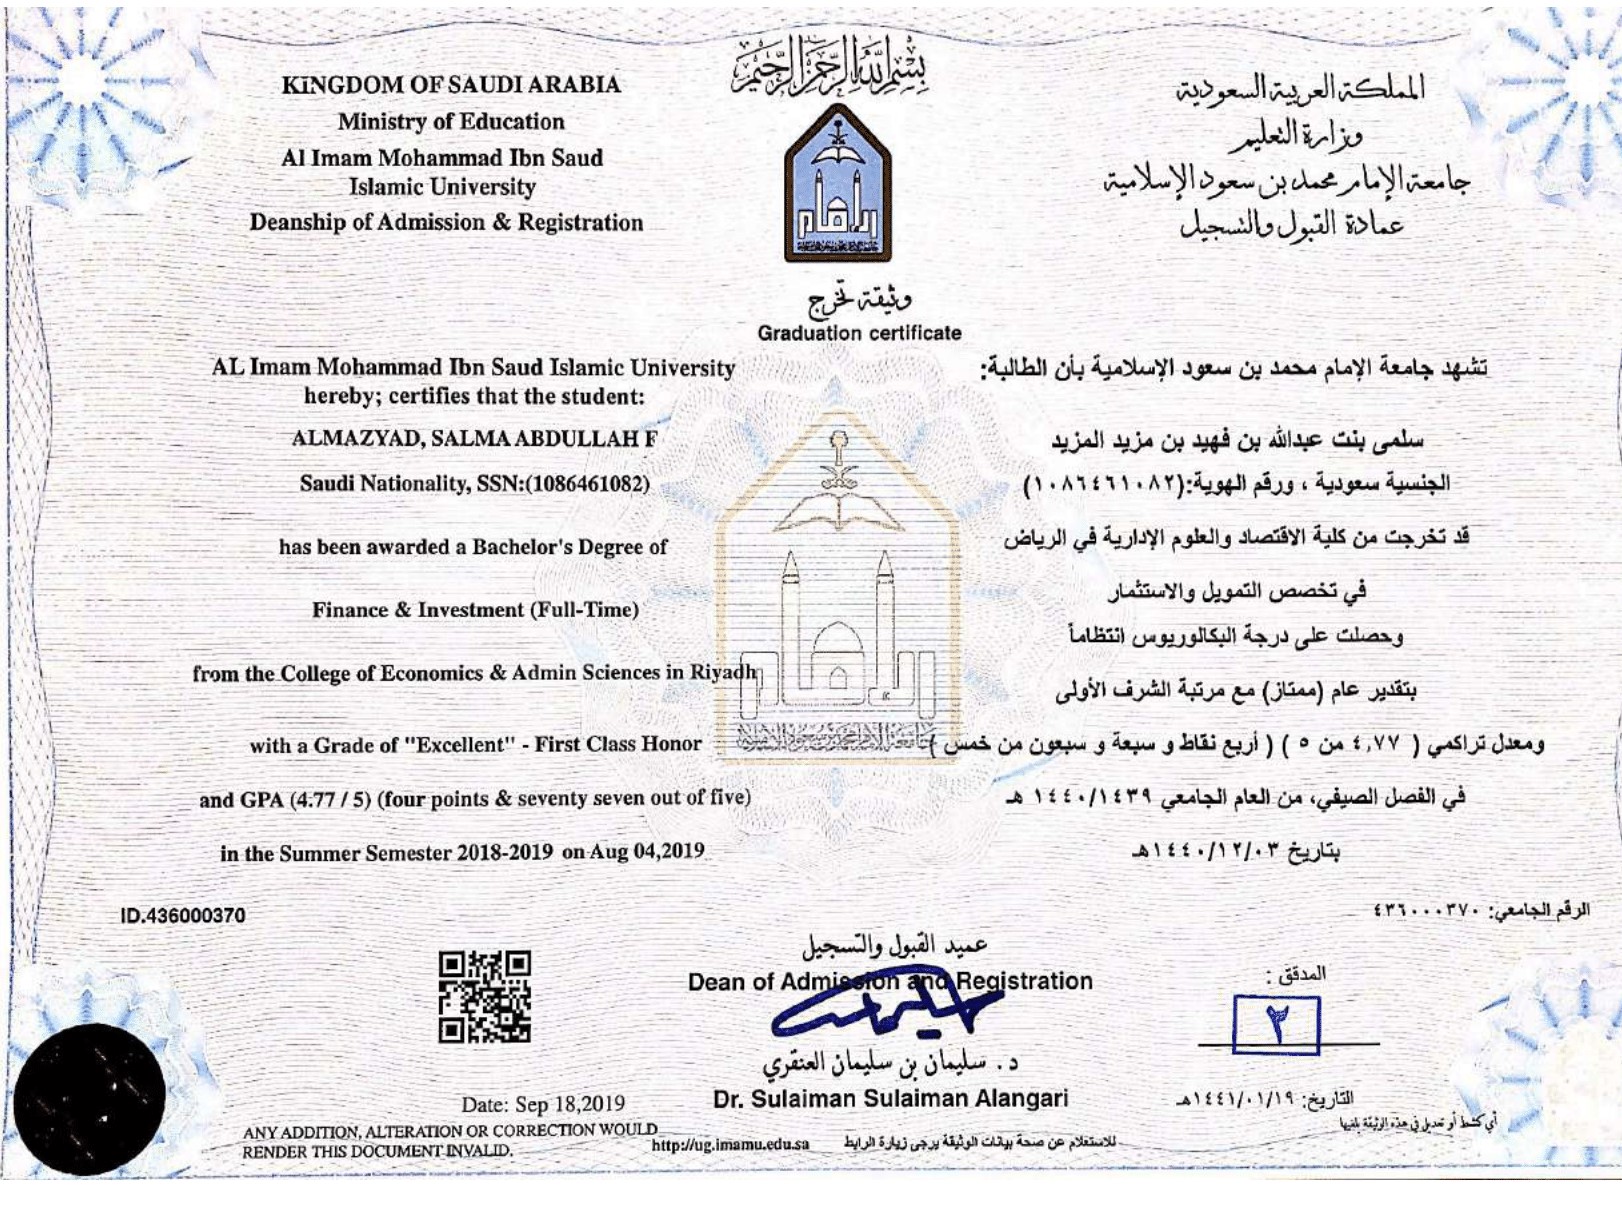 بسم الله الرحمن الرحيم
KINGDOM OF SAUDI ARABIA
Ministry of Education
Al Imam Mohammad Ibn Saud
Islamic University
Deanship of Admission & Registration
المملكة العربية السعودية
وزارة التعليم
جامعة الإمام محمد بن سعود الإسلامية
عمادة القبول والتسجيل
وثيقة تخرج
Graduation certificate
AL Imam Mohammad Ibn Saud Islamic University
hereby; certifies that the student:
ALMAZYAD, SALMA ABDULLAH F
Saudi Nationality, SSN:(1086461082)
has been awarded a Bachelor's Degree of
Finance & Investment (Full-Time)
from the College of Economics & Admin Sciences in Riyadh
with a Grade of "Excellent" - First Class Honor
and GPA (4.77 / 5) (four points & seventy seven out of five)
in the Summer Semester 2018-2019 on Aug 04,2019
ID.436000370
تشهد جامعة الإمام محمد بن سعود الإسلامية بأن الطالبة:
سلمى بنت عبدالله بن فهيد بن مزيد المزيد
الجنسية سعودية ، ورقم الهوية:(١٠٨٦٤٦١٠٨٢)
قد تخرجت من كلية الاقتصاد والعلوم الإدارية في الرياض
في تخصص التمويل والاستثمار
وحصلت على درجة البكالوريوس انتظاماً
بتقدير عام (ممتاز) مع مرتبة الشرف الأولى
ومعدل تراكمي ( ٤,٧٧ من ٥ ) ( أربع نقاط و سبعة و سبعون من خمس )
في الفصل الصيفي، من العام الجامعي ١٤٤٠/١٤٣٩ هـ
بتاريخ ١٤٤٠/١٢/٠٣هـ
الرقم الجامعي: ٤٣٦٠٠٠٣٧٠
عميد القبول والتسجيل
Dean of Admission and Registration
د. سليمان بن سليمان العنقري
Dr. Sulaiman Sulaiman Alangari
المدقق :
٢
التاريخ: ١٤٤١/٠١/١٩هـ
أي كشط أو تعديل في هذه الوثيقة يلغيها
Date: Sep 18,2019
ANY ADDITION, ALTERATION OR CORRECTION WOULD
RENDER THIS DOCUMENT INVALID.
للاستعلام عن صحة بيانات الوثيقة يرجى زيارة الرابط http://ug.imamu.edu.sa